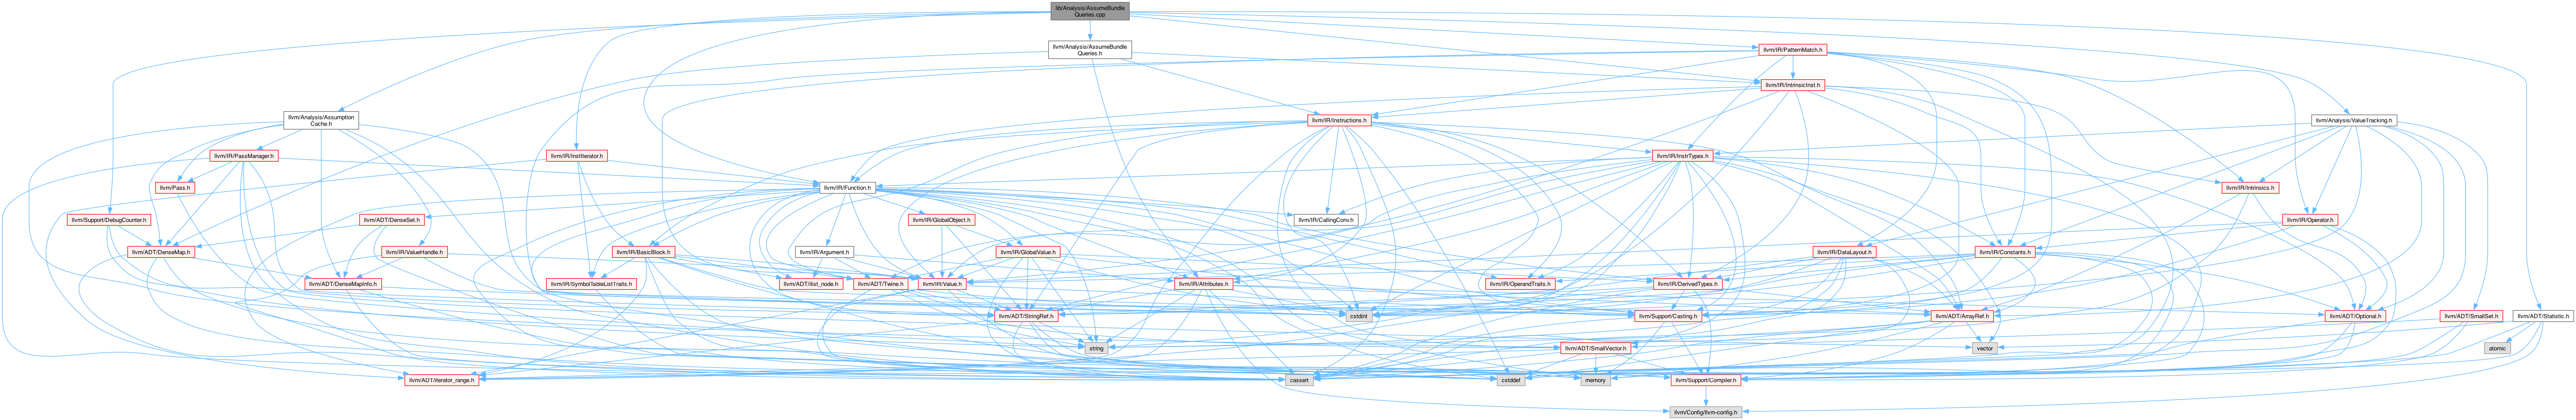 lib/Analysis/AssumeBundle
Queries.cpp
llvm/Analysis/AssumeBundle
Queries.h
llvm/IR/PatternMatch.h
llvm/IR/IntrinsicInst.h
llvm/Analysis/Assumption
Cache.h
llvm/IR/Instructions.h
llvm/Analysis/ValueTracking.h
llvm/IR/PassManager.h
llvm/IR/InstIterator.h
llvm/IR/InstrTypes.h
llvm/Pass.h
llvm/IR/Function.h
llvm/IR/Intrinsics.h
llvm/Support/DebugCounter.h
llvm/ADT/DenseSet.h
llvm/IR/GlobalObject.h
llvm/IR/CallingConv.h
llvm/IR/Operator.h
llvm/ADT/DenseMap.h
llvm/IR/ValueHandle.h
llvm/IR/BasicBlock.h
llvm/IR/Argument.h
llvm/IR/GlobalValue.h
llvm/IR/DataLayout.h
llvm/IR/Constants.h
llvm/ADT/DenseMapInfo.h
llvm/IR/SymbolTableListTraits.h
llvm/ADT/ilist_node.h
llvm/ADT/Twine.h
llvm/IR/Value.h
llvm/IR/Attributes.h
llvm/IR/OperandTraits.h
llvm/IR/DerivedTypes.h
llvm/ADT/StringRef.h
cstdint
llvm/Support/Casting.h
llvm/ADT/ArrayRef.h
llvm/ADT/Optional.h
llvm/ADT/SmallSet.h
llvm/ADT/Statistic.h
string
llvm/ADT/SmallVector.h
vector
atomic
llvm/ADT/iterator_range.h
cassert
cstddef
memory
llvm/Support/Compiler.h
llvm/Config/llvm-config.h